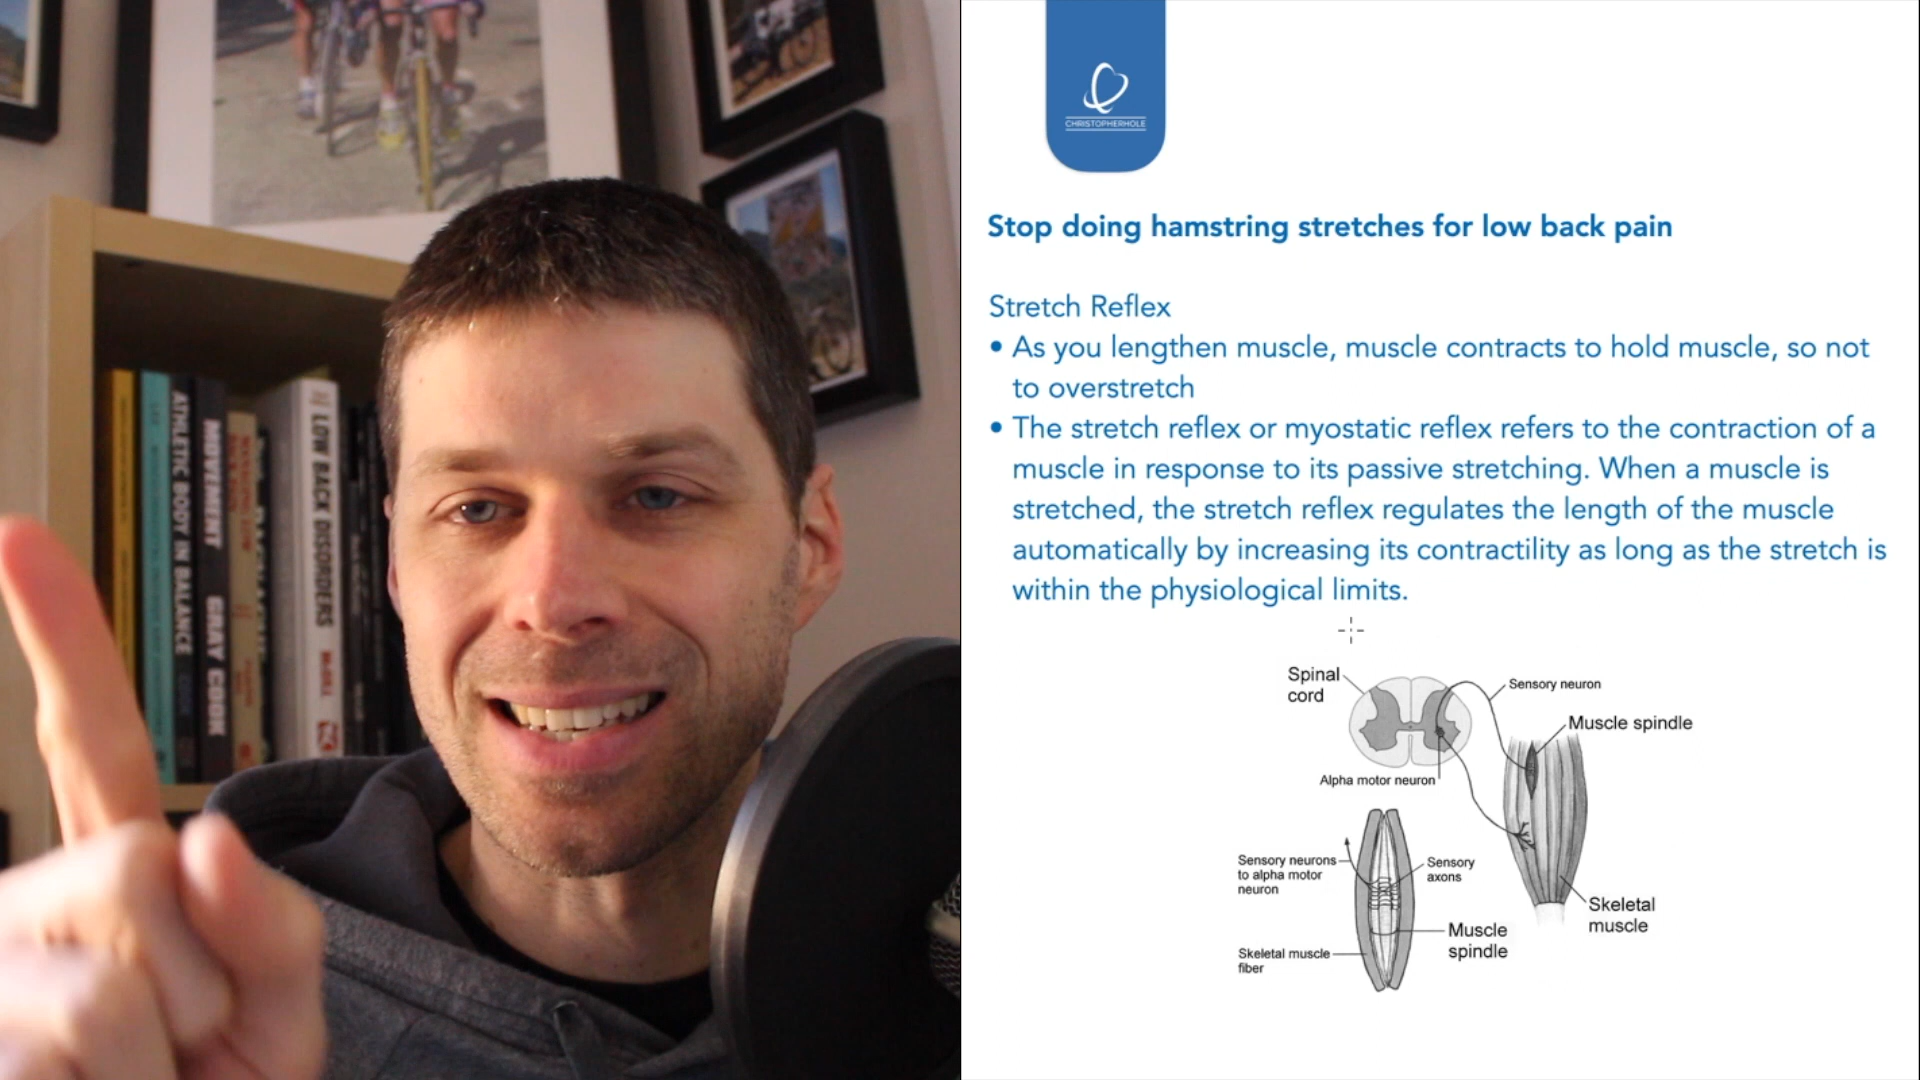 ATHLETIC BODY IN BALANCE
COOK
MOVEMENT
GRAY COOK
LOW BACK DISORDERS
McGILL
CHRISTOPHERHOLE
Stop doing hamstring stretches for low back pain
Stretch Reflex
• As you lengthen muscle, muscle contracts to hold muscle, so not
to overstretch
• The stretch reflex or myostatic reflex refers to the contraction of a
muscle in response to its passive stretching. When a muscle is
stretched, the stretch reflex regulates the length of the muscle
automatically by increasing its contractility as long as the stretch is
within the physiological limits.
Spinal
cord
Sensory neuron
Muscle spindle
Alpha motor neuron
Sensory neurons
to alpha motor
neuron
Sensory
axons
Skeletal
muscle
Muscle
spindle
Skeletal muscle
fiber